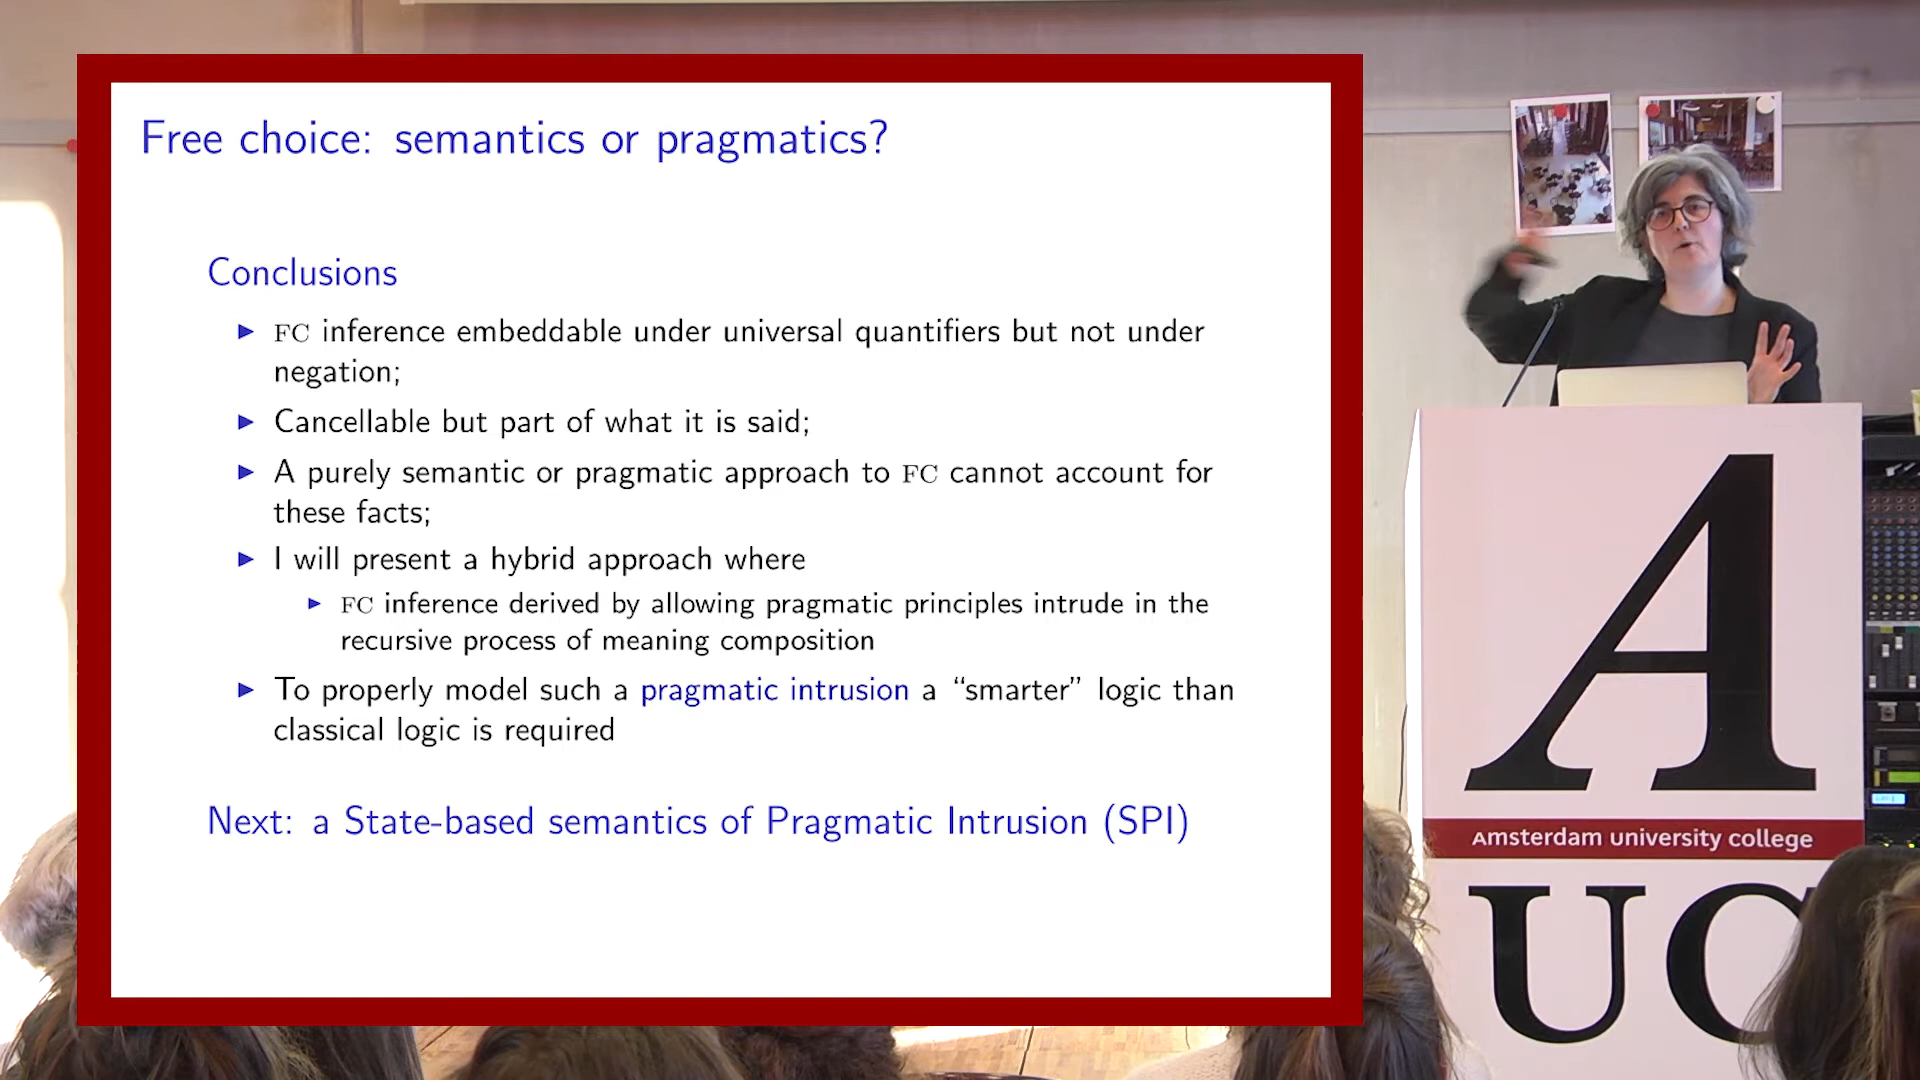 Free choice: semantics or pragmatics?
Conclusions
▶ FC inference embeddable under universal quantifiers but not under
negation;
▶ Cancellable but part of what it is said;
▶ A purely semantic or pragmatic approach to FC cannot account for
these facts;
▶ I will present a hybrid approach where
▶ FC inference derived by allowing pragmatic principles intrude in the
recursive process of meaning composition
▶ To properly model such a pragmatic intrusion a “smarter” logic than
classical logic is required
Next: a State-based semantics of Pragmatic Intrusion (SPI)
A
Amsterdam university college
UC